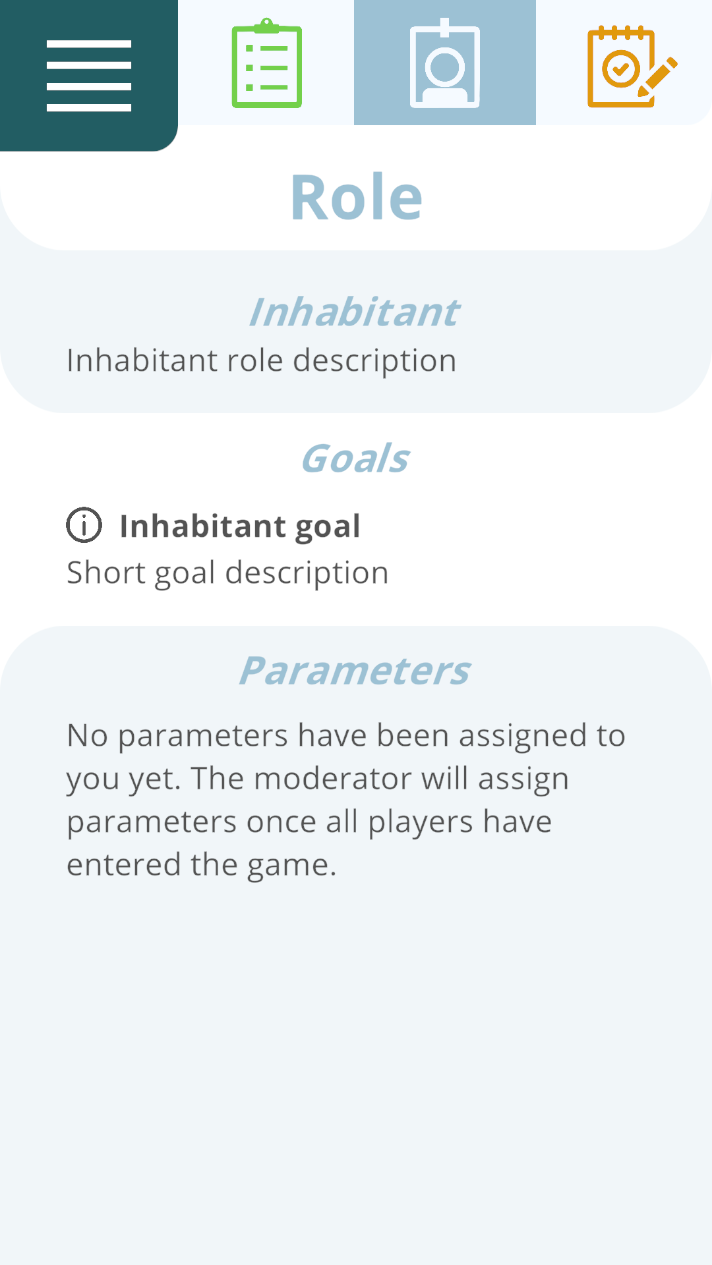 Role
Inhabitant
Inhabitant role description
Goals
Inhabitant goal
Short goal description
Parameters
No parameters have been assigned to
you yet. The moderator will assign
parameters once all players have
entered the game.